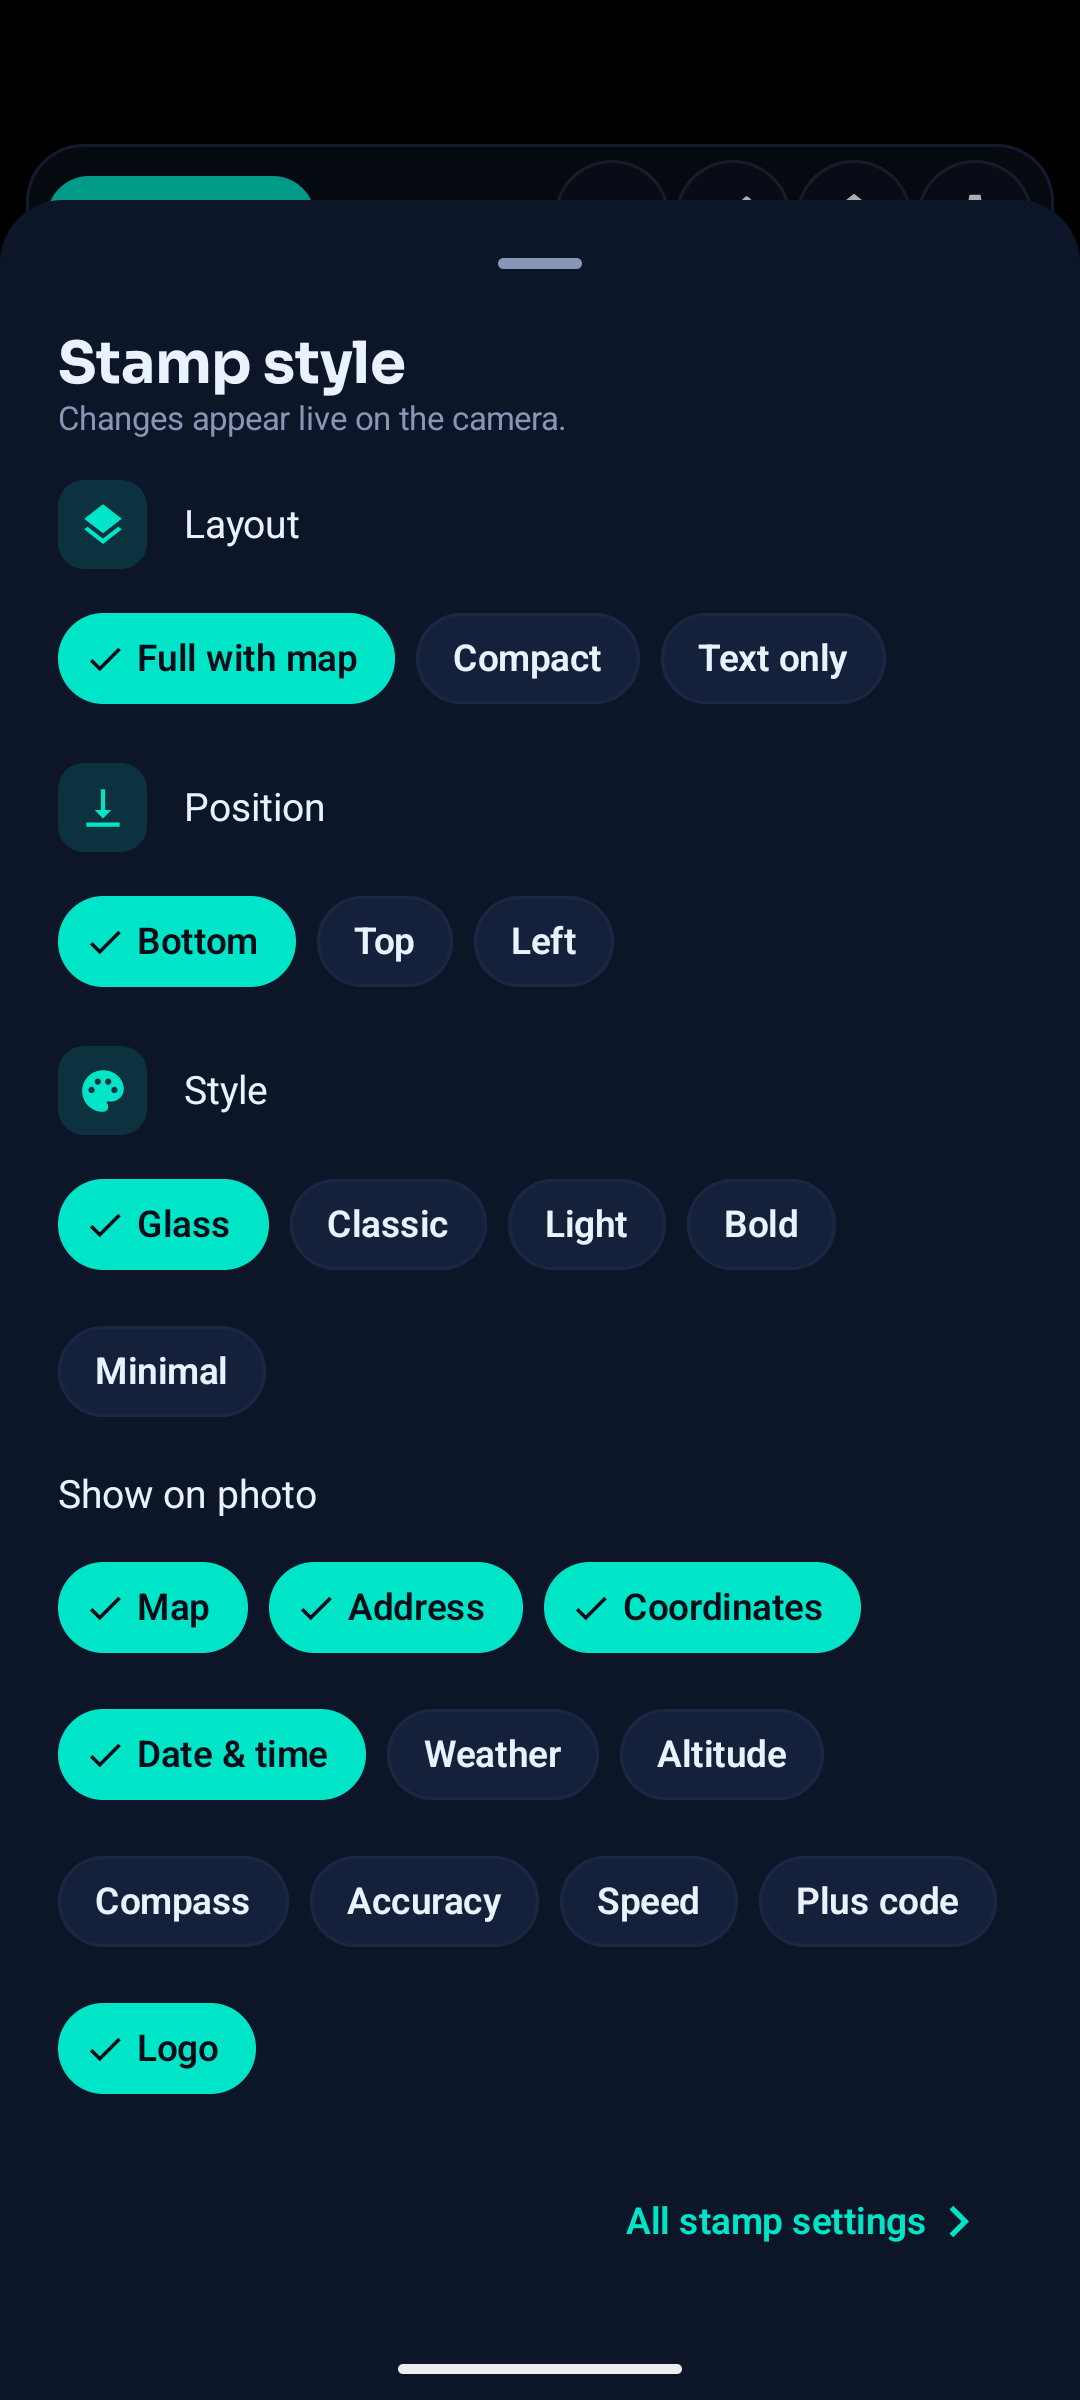 Stamp style
Changes appear live on the camera.
Layout
Full with map Compact Text only
Position
Bottom Top Left
Style
Glass Classic Light Bold
Minimal
Show on photo
Map Address Coordinates
Date & time Weather Altitude
Compass Accuracy Speed Plus code
Logo
All stamp settings